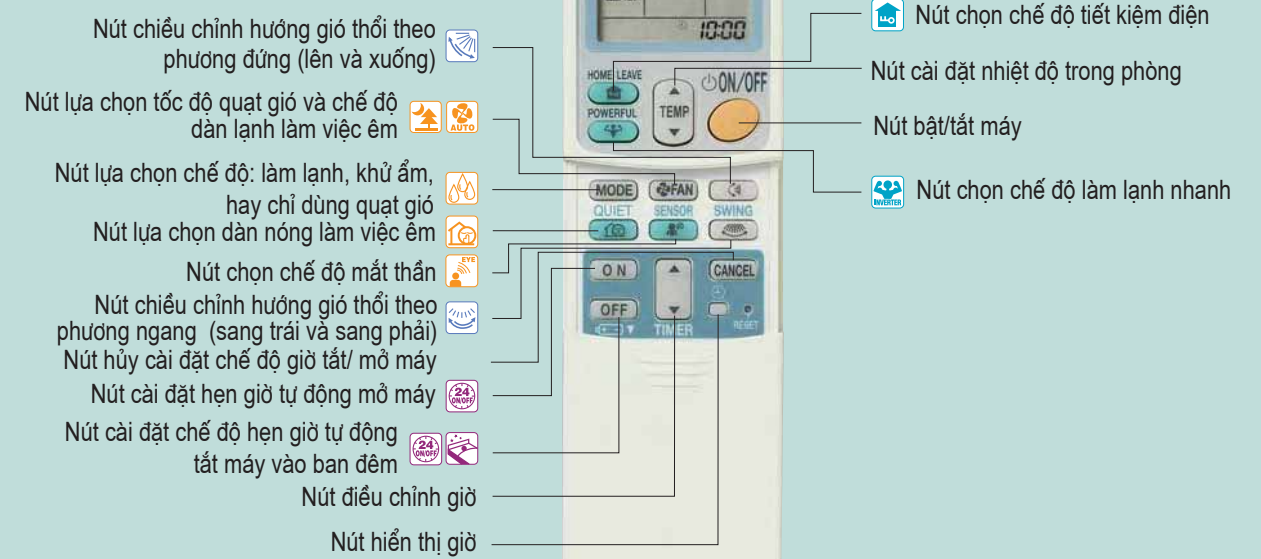 Nút chiều chỉnh hướng gió thổi theo
phương đứng (lên và xuống)
Nút lựa chọn tốc độ quạt gió và chế độ
dàn lạnh làm việc êm
AUTO
Nút lựa chọn chế độ: làm lạnh, khử ẩm,
hay chỉ dùng quạt gió
Nút lựa chọn dàn nóng làm việc êm
Nút chọn chế độ mắt thần
EYE
Nút chiều chỉnh hướng gió thổi theo
phương ngang (sang trái và sang phải)
Nút hủy cài đặt chế độ giờ tắt/ mở máy
Nút cài đặt hẹn giờ tự động mở máy
24
ON/OFF
Nút cài đặt chế độ hẹn giờ tự động
tắt máy vào ban đêm
24
ON/OFF
Nút điều chỉnh giờ
Nút hiển thị giờ
10:00
HOME LEAVE
ON/OFF
POWERFUL
TEMP
MODE
FAN
QUIET
SENSOR
SWING
ON
CANCEL
OFF
TIMER
RESET
Nút chọn chế độ tiết kiệm điện
Nút cài đặt nhiệt độ trong phòng
Nút bật/tắt máy
INVERTER
Nút chọn chế độ làm lạnh nhanh